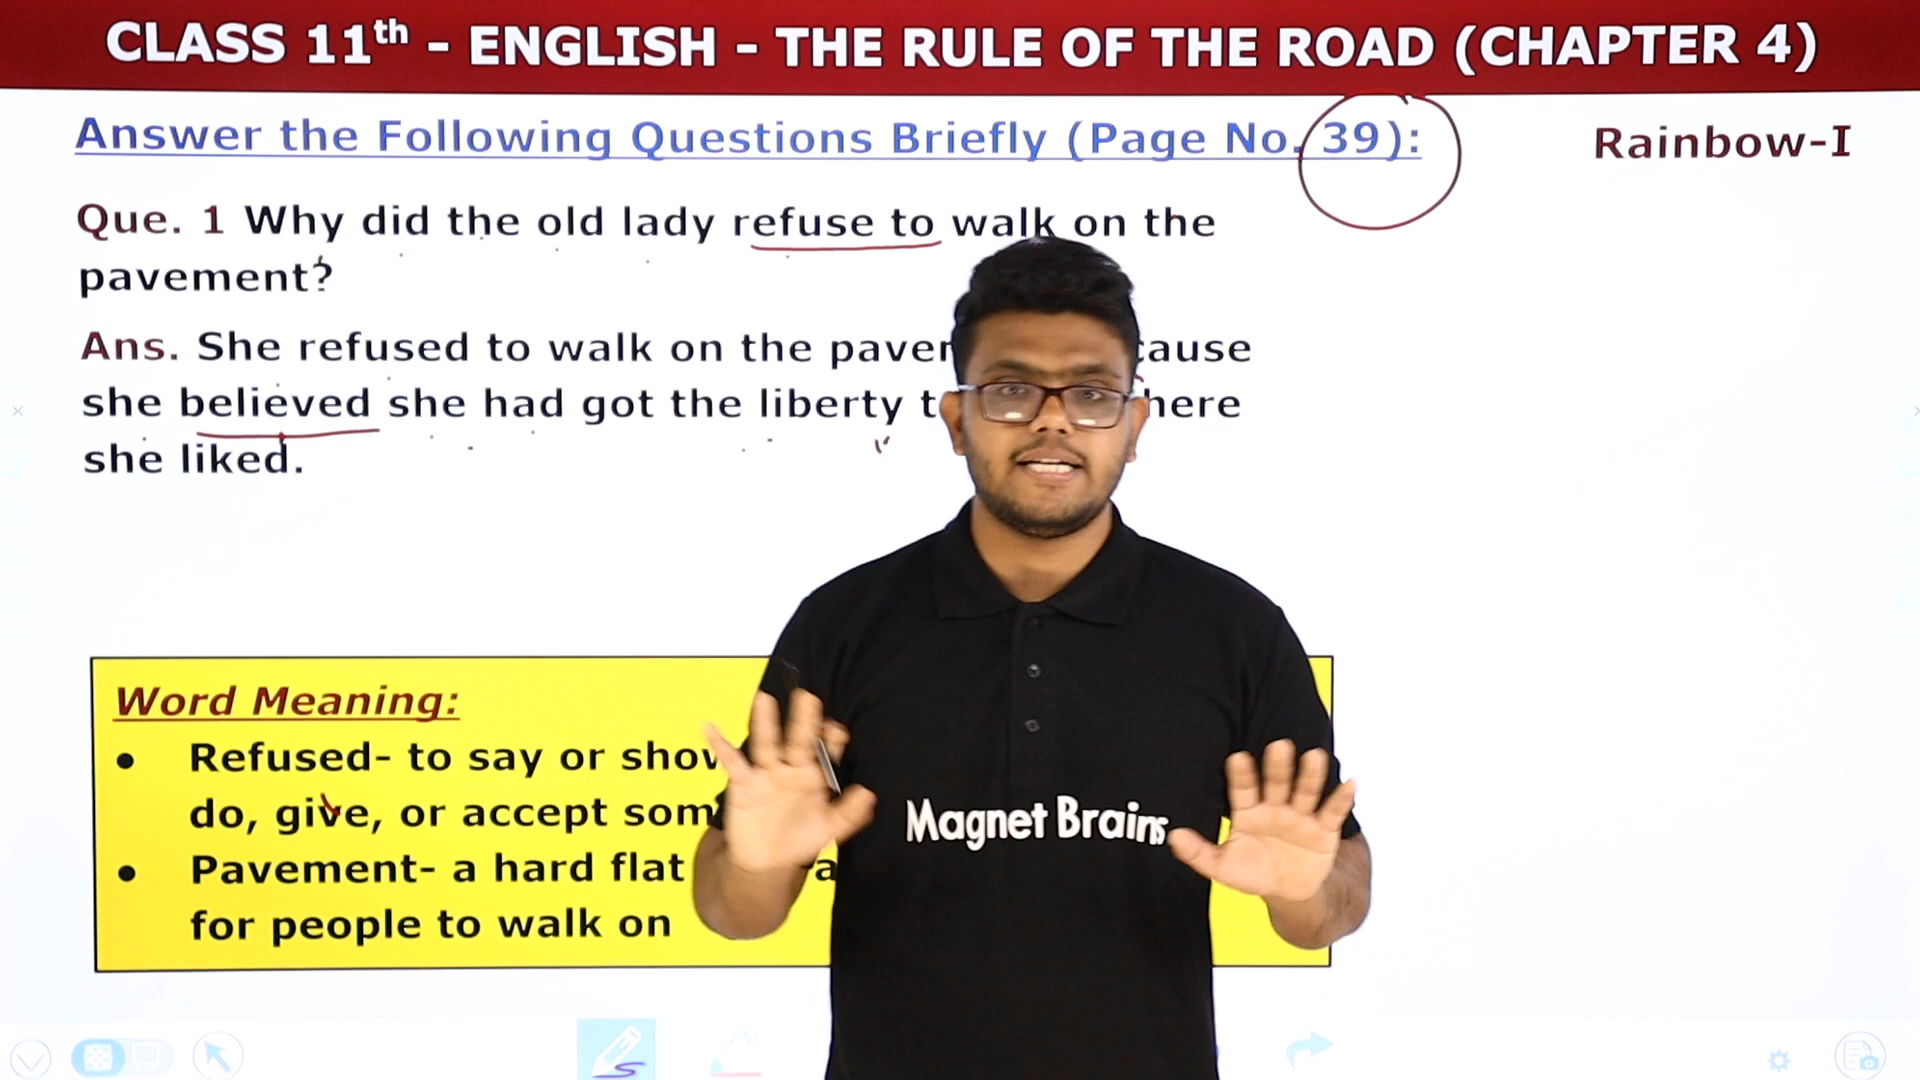 CLASS 11th - ENGLISH - THE RULE OF THE ROAD (CHAPTER 4)
Answer the Following Questions Briefly (Page No. 39):
Rainbow-I
Que. 1 Why did the old lady refuse to walk on the
pavement?
Ans. She refused to walk on the
she believed she had got the liberty
she liked.
Word Meaning:
Refused- to say or
do, give, or accept
Pavement- a hard flat
for people to walk on
Magnet Brains